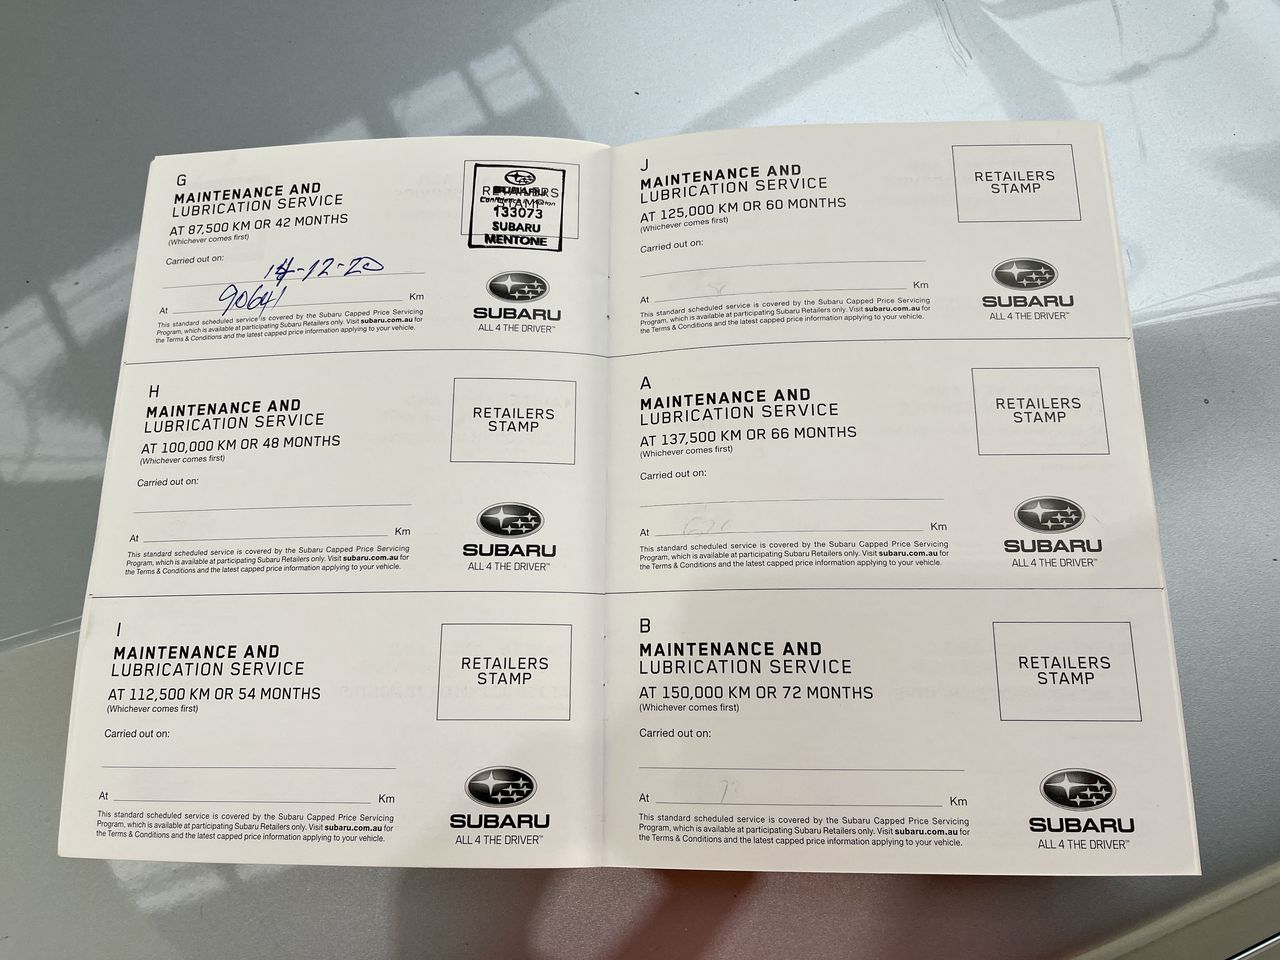 G
MAINTENANCE AND
LUBRICATION SERVICE
AT 87,500 KM OR 42 MONTHS
(Whichever comes first)
Carried out on:
14-12-20
At 90641 Km
This standard scheduled service is covered by the Subaru Capped Price Servicing
Program, which is available at participating Subaru Retailers only. Visit subaru.com.au for
the Terms & Conditions and the latest capped price information applying to your vehicle.
RETAILERS
STAMP
SUBARU
133073
SUBARU
MENTONE
SUBARU
ALL 4 THE DRIVER™
H
MAINTENANCE AND
LUBRICATION SERVICE
AT 100,000 KM OR 48 MONTHS
(Whichever comes first)
Carried out on:
At Km
This standard scheduled service is covered by the Subaru Capped Price Servicing
Program, which is available at participating Subaru Retailers only. Visit subaru.com.au for
the Terms & Conditions and the latest capped price information applying to your vehicle.
RETAILERS
STAMP
SUBARU
ALL 4 THE DRIVER™
I
MAINTENANCE AND
LUBRICATION SERVICE
AT 112,500 KM OR 54 MONTHS
(Whichever comes first)
Carried out on:
At Km
This standard scheduled service is covered by the Subaru Capped Price Servicing
Program, which is available at participating Subaru Retailers only. Visit subaru.com.au for
the Terms & Conditions and the latest capped price information applying to your vehicle.
RETAILERS
STAMP
SUBARU
ALL 4 THE DRIVER™
J
MAINTENANCE AND
LUBRICATION SERVICE
AT 125,000 KM OR 60 MONTHS
(Whichever comes first)
Carried out on:
At Km
This standard scheduled service is covered by the Subaru Capped Price Servicing
Program, which is available at participating Subaru Retailers only. Visit subaru.com.au for
the Terms & Conditions and the latest capped price information applying to your vehicle.
RETAILERS
STAMP
SUBARU
ALL 4 THE DRIVER™
A
MAINTENANCE AND
LUBRICATION SERVICE
AT 137,500 KM OR 66 MONTHS
(Whichever comes first)
Carried out on:
At Km
This standard scheduled service is covered by the Subaru Capped Price Servicing
Program, which is available at participating Subaru Retailers only. Visit subaru.com.au for
the Terms & Conditions and the latest capped price information applying to your vehicle.
RETAILERS
STAMP
SUBARU
ALL 4 THE DRIVER™
B
MAINTENANCE AND
LUBRICATION SERVICE
AT 150,000 KM OR 72 MONTHS
(Whichever comes first)
Carried out on:
At Km
This standard scheduled service is covered by the Subaru Capped Price Servicing
Program, which is available at participating Subaru Retailers only. Visit subaru.com.au for
the Terms & Conditions and the latest capped price information applying to your vehicle.
RETAILERS
STAMP
SUBARU
ALL 4 THE DRIVER™